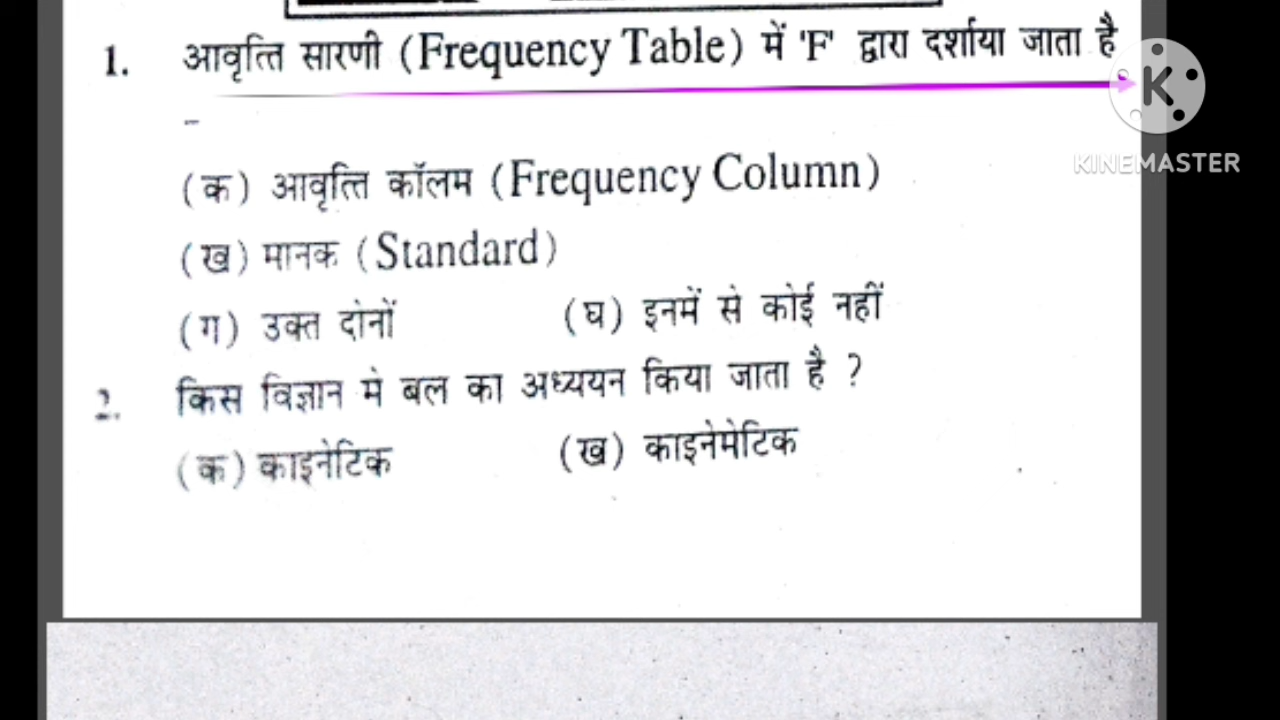 1. आवृत्ति सारणी (Frequency Table) में 'F' द्वारा दर्शाया जाता है
–
(क) आवृत्ति कॉलम (Frequency Column)
(ख) मानक (Standard)
(ग) उक्त दोनों (घ) इनमें से कोई नहीं
2. किस विज्ञान मे बल का अध्ययन किया जाता है ?
(क) काइनेटिक (ख) काइनेमेटिक
K
KINEMASTER